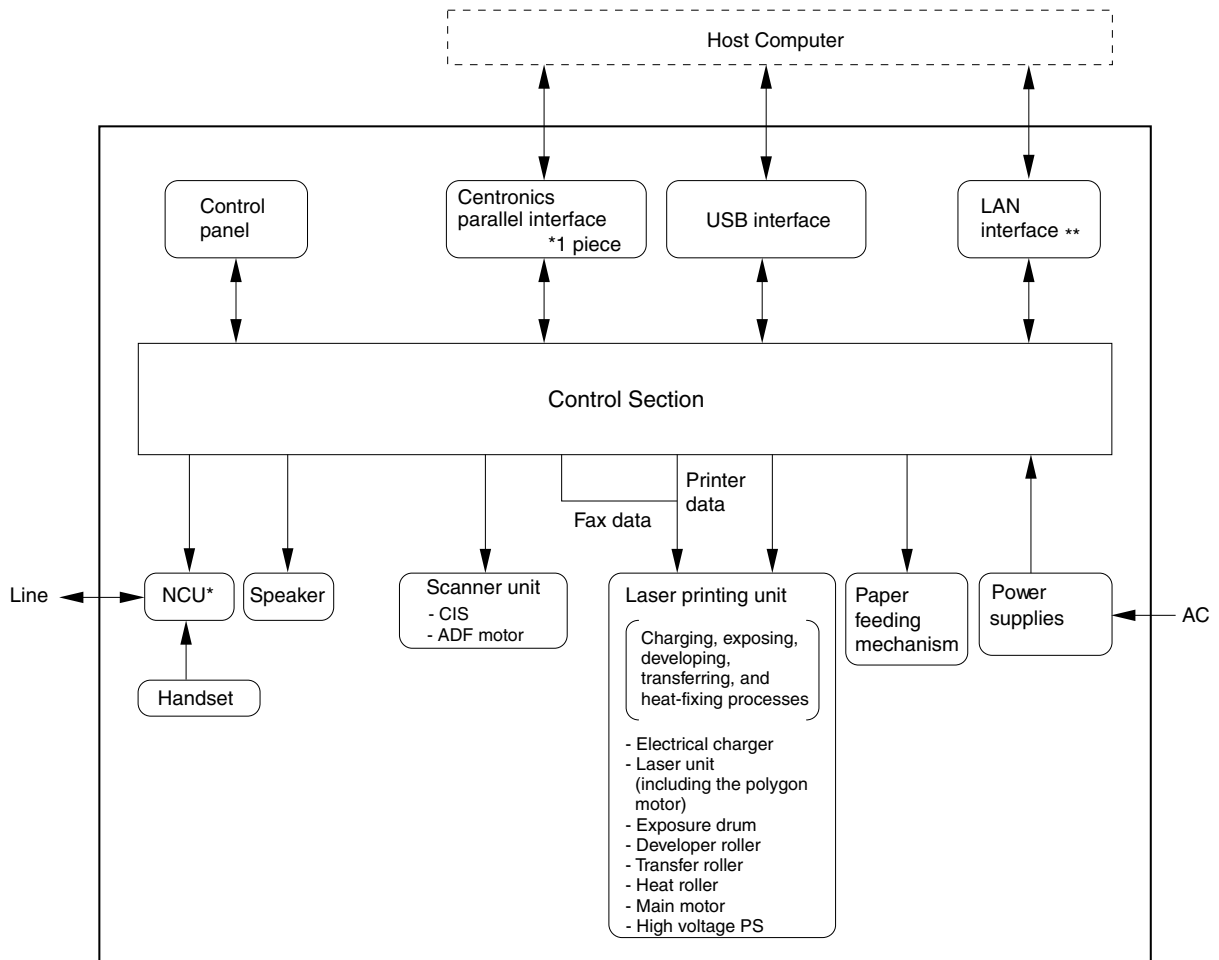 Host Computer
Control
panel
Centronics
parallel interface
*1 piece
USB interface
LAN
interface **
Control Section
Printer
data
Fax data
Line
NCU*
Speaker
Handset
Scanner unit
- CIS
- ADF motor
Laser printing unit
Charging, exposing,
developing,
transferring, and
heat-fixing processes
- Electrical charger
- Laser unit
(including the polygon
motor)
- Exposure drum
- Developer roller
- Transfer roller
- Heat roller
- Main motor
- High voltage PS
Paper
feeding
mechanism
Power
supplies
AC